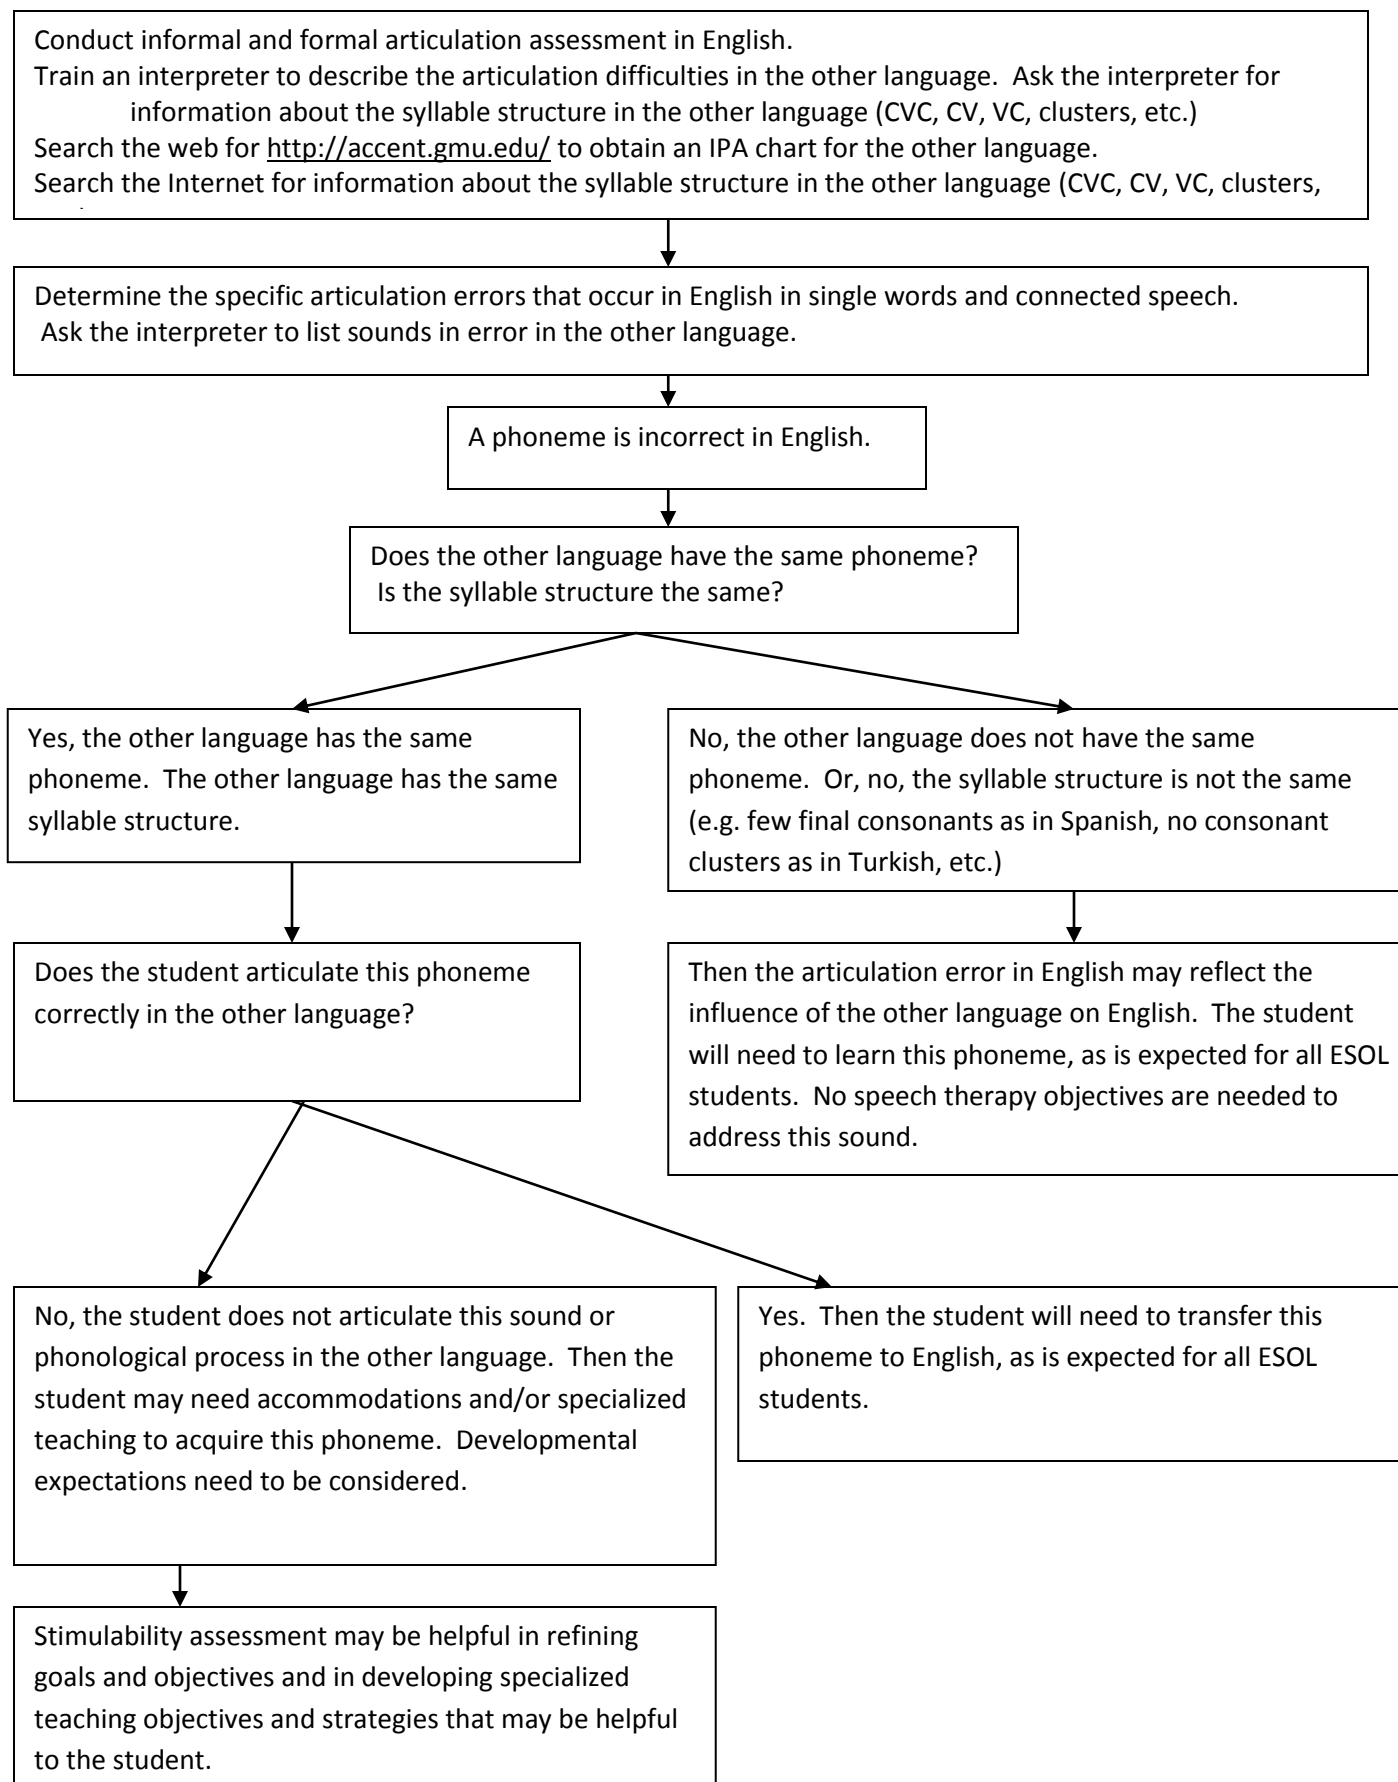 Conduct informal and formal articulation assessment in English.
Train an interpreter to describe the articulation difficulties in the other language.  Ask the interpreter for
information about the syllable structure in the other language (CVC, CV, VC, clusters, etc.)
Search the web for http://accent.gmu.edu/ to obtain an IPA chart for the other language.
Search the Internet for information about the syllable structure in the other language (CVC, CV, VC, clusters,
Determine the specific articulation errors that occur in English in single words and connected speech.
Ask the interpreter to list sounds in error in the other language.
A phoneme is incorrect in English.
Does the other language have the same phoneme?
Is the syllable structure the same?
Yes, the other language has the same
phoneme.  The other language has the same
syllable structure.
No, the other language does not have the same
phoneme.  Or, no, the syllable structure is not the same
(e.g. few final consonants as in Spanish, no consonant
clusters as in Turkish, etc.)
Does the student articulate this phoneme
correctly in the other language?
Then the articulation error in English may reflect the
influence of the other language on English.  The student
will need to learn this phoneme, as is expected for all ESOL
students.  No speech therapy objectives are needed to
address this sound.
No, the student does not articulate this sound or
phonological process in the other language.  Then the
student may need accommodations and/or specialized
teaching to acquire this phoneme.  Developmental
expectations need to be considered.
Yes.  Then the student will need to transfer this
phoneme to English, as is expected for all ESOL
students.
Stimulability assessment may be helpful in refining
goals and objectives and in developing specialized
teaching objectives and strategies that may be helpful
to the student.